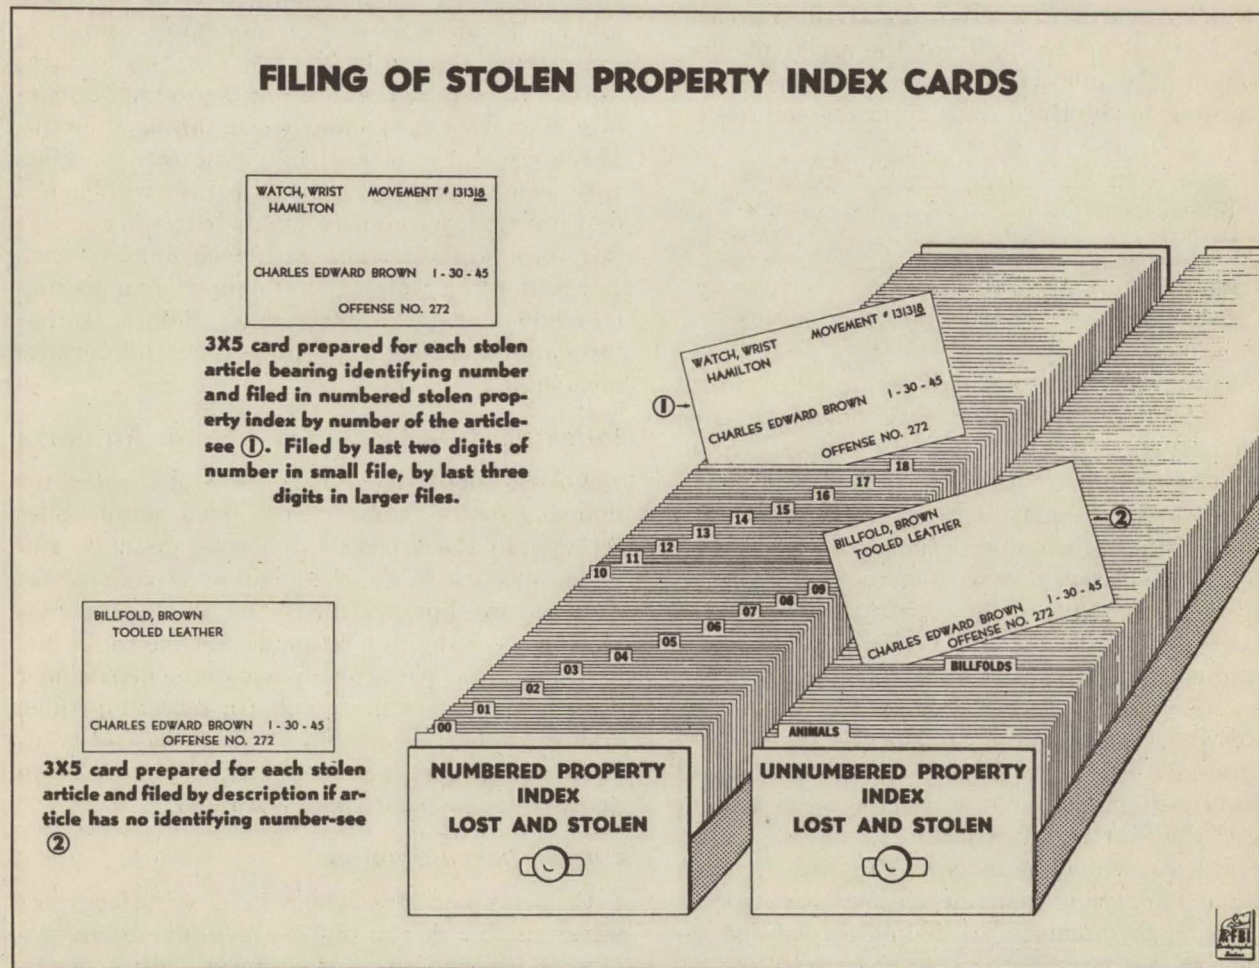 FILING OF STOLEN PROPERTY INDEX CARDS
WATCH, WRIST MOVEMENT # 131318
HAMILTON
CHARLES EDWARD BROWN 1 - 30 - 45
OFFENSE NO. 272
3X5 card prepared for each stolen
article bearing identifying number
and filed in numbered stolen prop-
erty index by number of the article-
see ①. Filed by last two digits of
number in small file, by last three
digits in larger files.
BILLFOLD, BROWN
TOOLED LEATHER
CHARLES EDWARD BROWN 1 - 30 - 45
OFFENSE NO. 272
3X5 card prepared for each stolen
article and filed by description if ar-
ticle has no identifying number-see
②
①
WATCH, WRIST MOVEMENT # 131318
HAMILTON
CHARLES EDWARD BROWN 1 - 30 - 45
OFFENSE NO. 272
18
17
16
15
14
13
12
11
10
09
08
07
06
05
04
03
02
01
00
NUMBERED PROPERTY
INDEX
LOST AND STOLEN
②
BILLFOLD, BROWN
TOOLED LEATHER
CHARLES EDWARD BROWN 1 - 30 - 45
OFFENSE NO. 272
BILLFOLDS
ANIMALS
UNNUMBERED PROPERTY
INDEX
LOST AND STOLEN
FBI